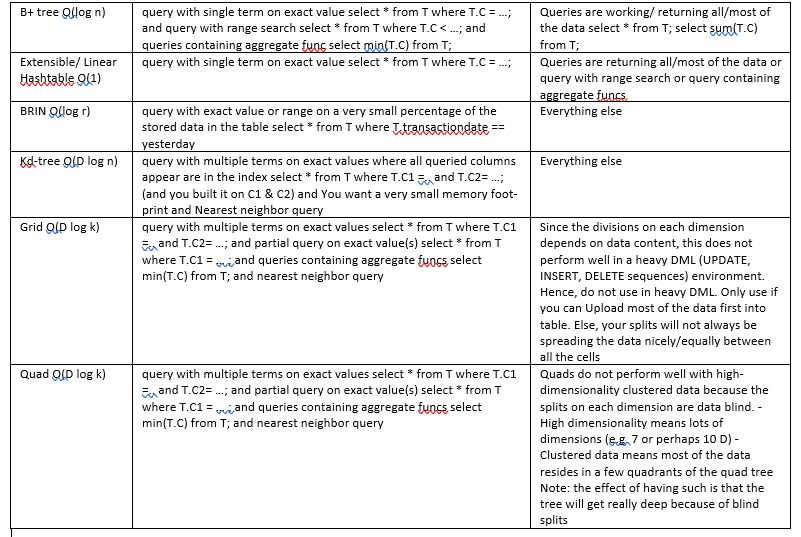 B+ tree O(log n)
query with single term on exact value select * from T where T.C = …;
and query with range search select * from T where T.C < …; and
queries containing aggregate func select min(T.C) from T;
Queries are working/ returning all/most of
the data select * from T; select sum(T.C)
from T;
Extensible/ Linear
Hashtable O(1)
query with single term on exact value select * from T where T.C = …;
Queries are returning all/most of the data or
query with range search or query containing
aggregate funcs
BRIN O(log r)
query with exact value or range on a very small percentage of the
stored data in the table select * from T where T.transactiondate ==
yesterday
Everything else
Kd-tree O(D log n)
query with multiple terms on exact values where all queried columns
appear are in the index select * from T where T.C1 =.. and T.C2= …;
(and you built it on C1 & C2) and You want a very small memory foot-
print and Nearest neighbor query
Everything else
Grid O(D log k)
query with multiple terms on exact values select * from T where T.C1
=.. and T.C2= …; and partial query on exact value(s) select * from T
where T.C1 = ..;.and queries containing aggregate funcs select
min(T.C) from T; and nearest neighbor query
Since the divisions on each dimension
depends on data content, this does not
perform well in a heavy DML (UPDATE,
INSERT, DELETE sequences) environment.
Hence, do not use in heavy DML. Only use if
you can Upload most of the data first into
table. Else, your splits will not always be
spreading the data nicely/equally between
all the cells
Quad O(D log k)
query with multiple terms on exact values select * from T where T.C1
=.. and T.C2= …; and partial query on exact value(s) select * from T
where T.C1 = ..;.and queries containing aggregate funcs select
min(T.C) from T; and nearest neighbor query
Quads do not perform well with high-
dimensionality clustered data because the
splits on each dimension are data blind. -
High dimensionality means lots of
dimensions (e.g. 7 or perhaps 10 D) -
Clustered data means most of the data
resides in a few quadrants of the quad tree
Note: the effect of having such is that the
tree will get really deep because of blind
splits